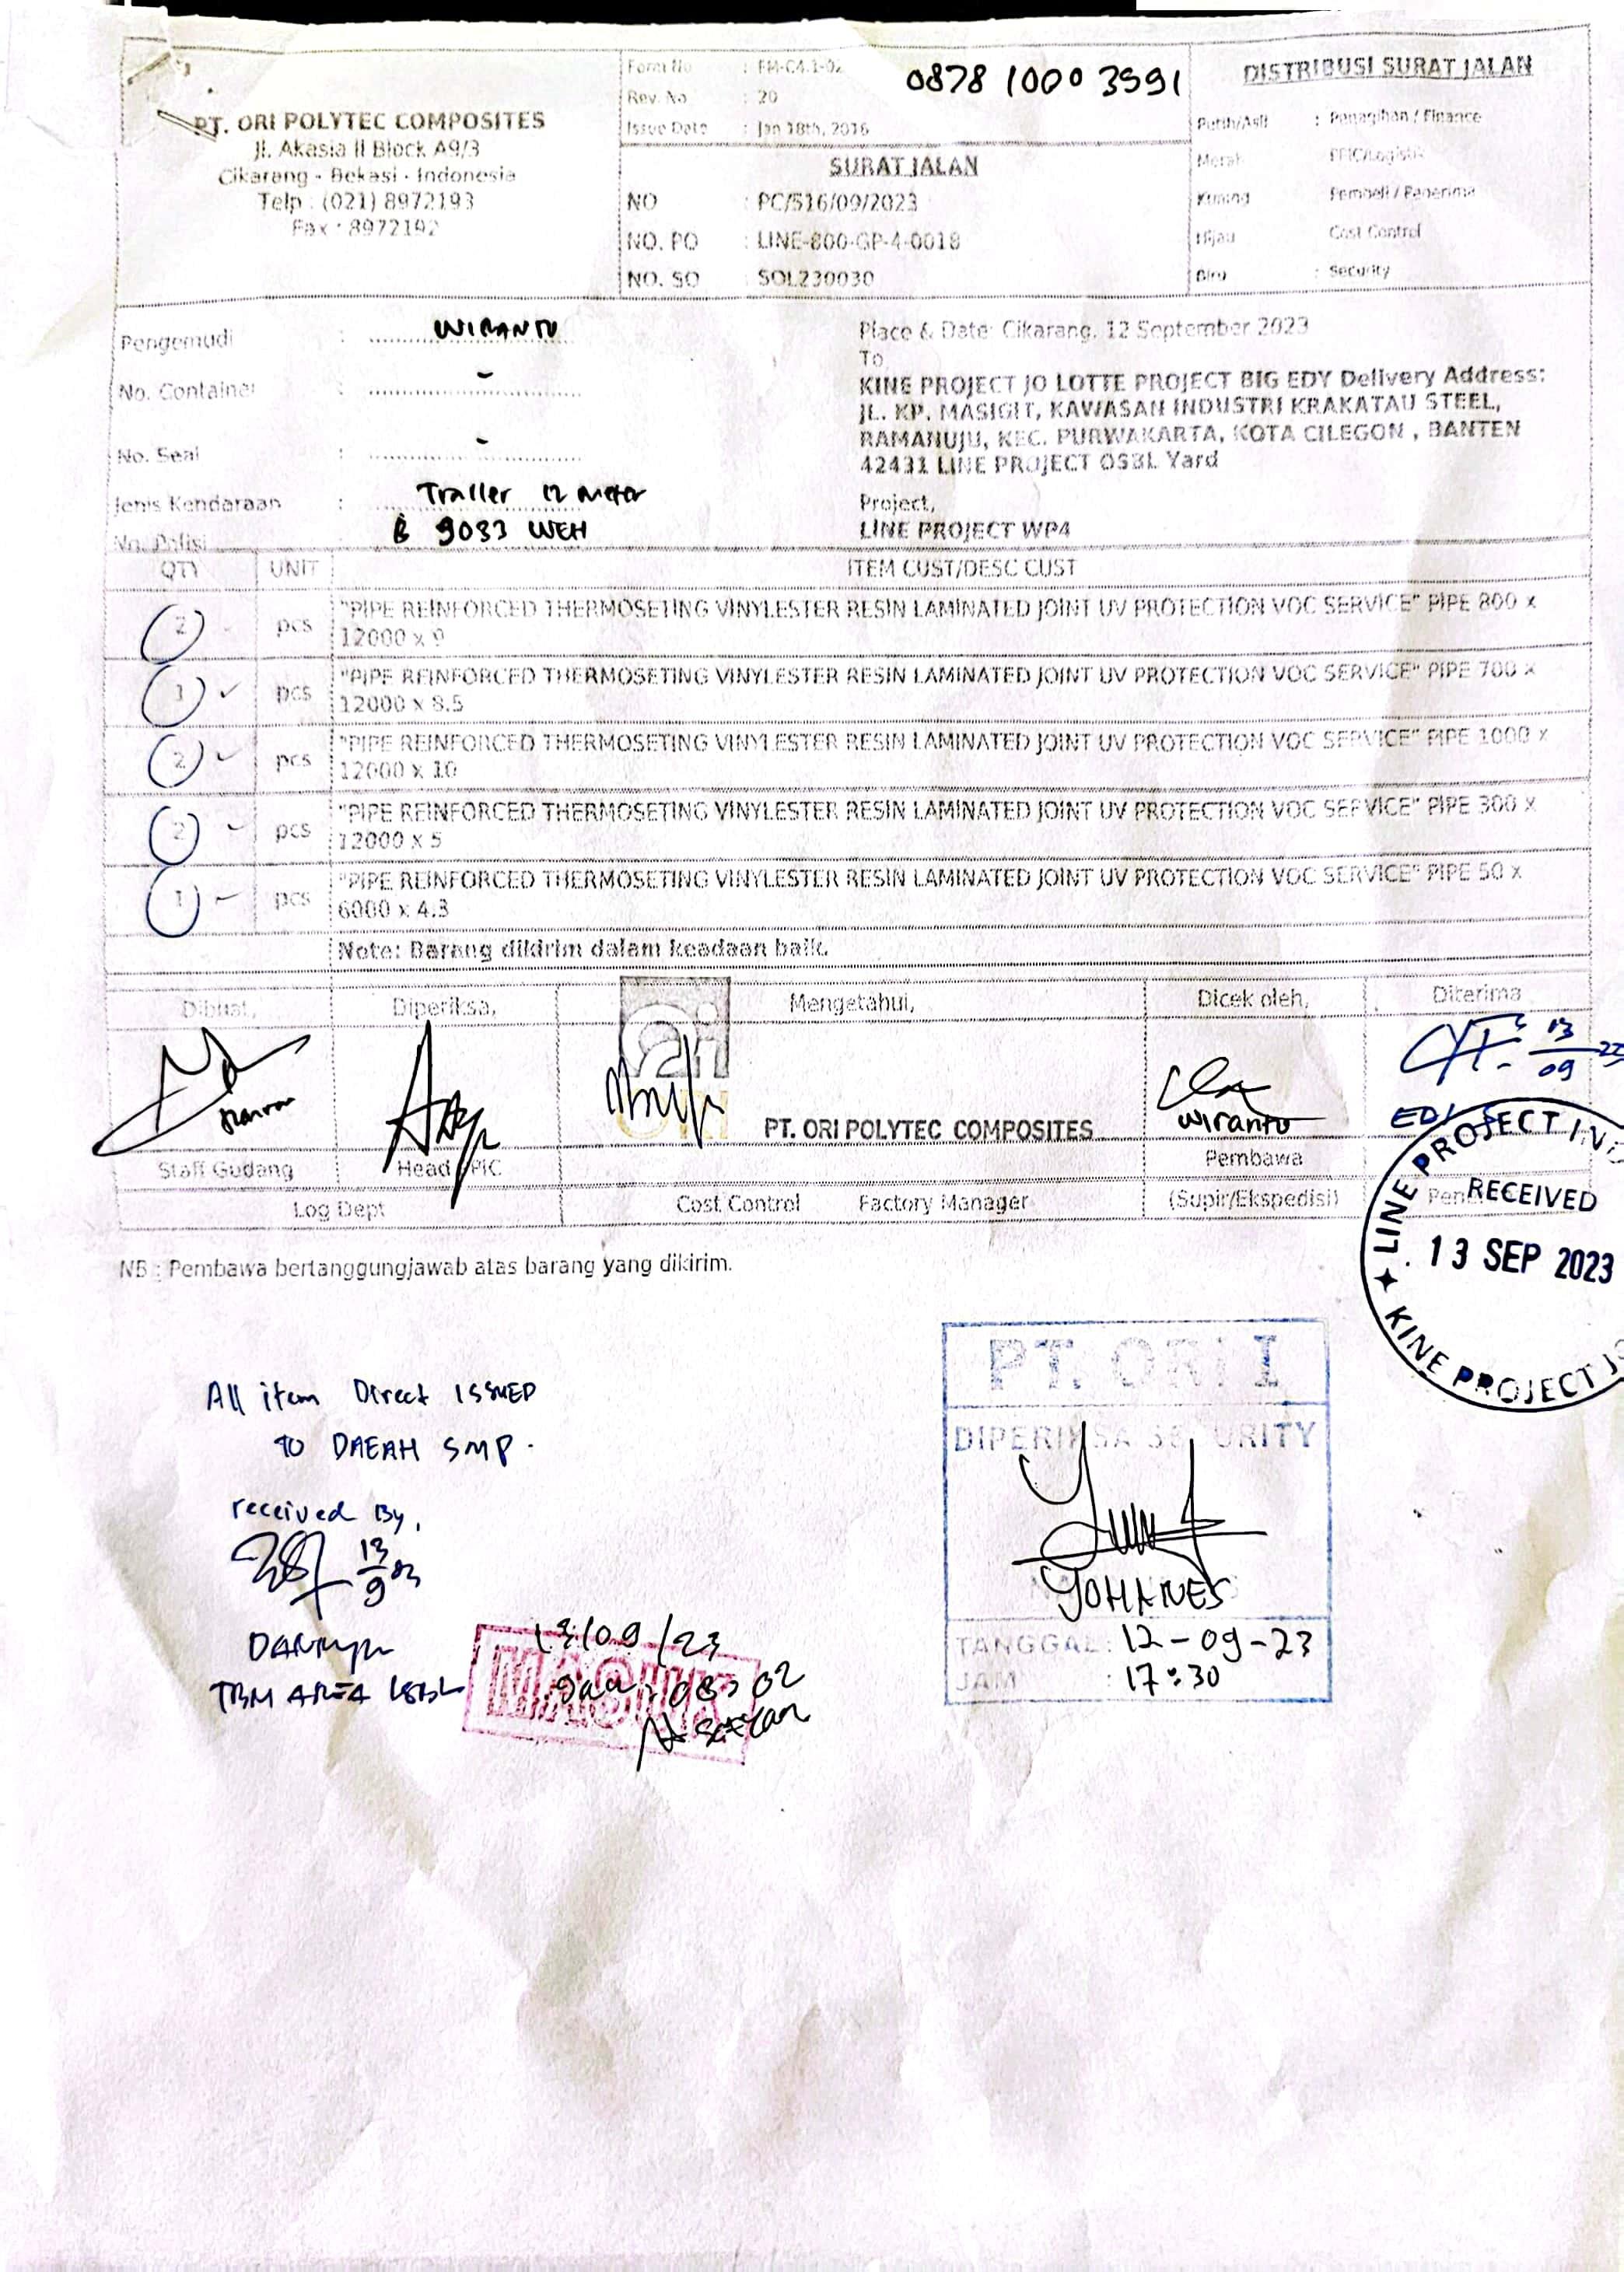 PT. ORI POLYTEC COMPOSITES
Jl. Akasia II Block A9/3
Cikarang - Bekasi - Indonesia
Telp : (021) 8972193
Fax : 8972192
Form No : FM-C4.1-02
Rev. No : 20
Issue Date : Jan 18th, 2016
0878 1000 3591
SURAT JALAN
NO : PC/516/09/2023
NO. PO : LINE-800-GP-4-0018
NO. SO : SOL230030
DISTRIBUSI SURAT JALAN
Putih/Asli : Penagihan / Finance
Merah PPIC/Logistik
Kuning Pembeli / Penerima
Hijau Cost Control
Biru : Security
Pengemudi : WIRANTO
No. Container : -
No. Seal : -
Jenis Kendaraan : Traller 12 Meter
No. Polisi B 9033 WEH
Place & Date: Cikarang, 12 September 2023
To
KINE PROJECT JO LOTTE PROJECT BIG EDY Delivery Address:
JL. KP. MASIGIT, KAWASAN INDUSTRI KRAKATAU STEEL,
RAMANUJU, KEC. PURWAKARTA, KOTA CILEGON , BANTEN
42431 LINE PROJECT OSBL Yard
Project,
LINE PROJECT WP4
QTY UNIT ITEM CUST/DESC CUST
2 pcs "PIPE REINFORCED THERMOSETING VINYLESTER RESIN LAMINATED JOINT UV PROTECTION VOC SERVICE" PIPE 800 x
12000 x 9
pcs "PIPE REINFORCED THERMOSETING VINYLESTER RESIN LAMINATED JOINT UV PROTECTION VOC SERVICE" PIPE 700 x
12000 x 8.5
2 pcs "PIPE REINFORCED THERMOSETING VINYLESTER RESIN LAMINATED JOINT UV PROTECTION VOC SERVICE" PIPE 1000 x
12000 x 10
2 pcs "PIPE REINFORCED THERMOSETING VINYLESTER RESIN LAMINATED JOINT UV PROTECTION VOC SERVICE" PIPE 300 x
12000 x 5
1 pcs "PIPE REINFORCED THERMOSETING VINYLESTER RESIN LAMINATED JOINT UV PROTECTION VOC SERVICE" PIPE 50 x
6000 x 4.3
Note: Barang dikirim dalam keadaan baik.
Dibuat, Diperiksa, Mengetahui, Dicek oleh, Diterima
13
09
ORI
PT. ORI POLYTEC COMPOSITES
Wiranto
EDI
Staff Gudang Head PPIC Pembawa
Log Dept Cost Control Factory Manager (Supir/Ekspedisi)
LINE PROJECT
RECEIVED
13 SEP 2023
KINE PROJECT
NB : Pembawa bertanggungjawab atas barang yang dikirim.
All item Direct ISSUED
TO DAEAH SMP.
received By,
13
9 23
TBM AREA
MASUK
13/09/23
PT. ORI I
DIPERIKSA SECURITY
YOHANES
TANGGAL : 12-09-23
JAM : 17:30